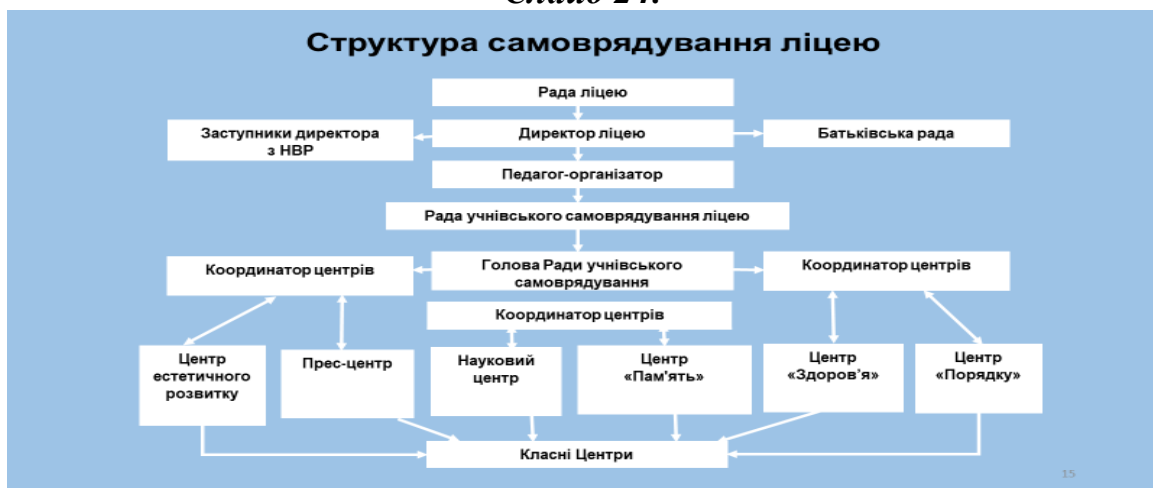 Слайд 24.
Структура самоврядування ліцею
Рада ліцею
Заступники директора
з НВР
Директор ліцею
Батьківська рада
Педагог-організатор
Рада учнівського самоврядування ліцею
Координатор центрів
Голова Ради учнівського
самоврядування
Координатор центрів
Координатор центрів
Центр
естетичного
розвитку
Прес-центр
Науковий
центр
Центр
«Пам'ять»
Центр
«Здоров’я»
Центр
«Порядку»
Класні Центри
15